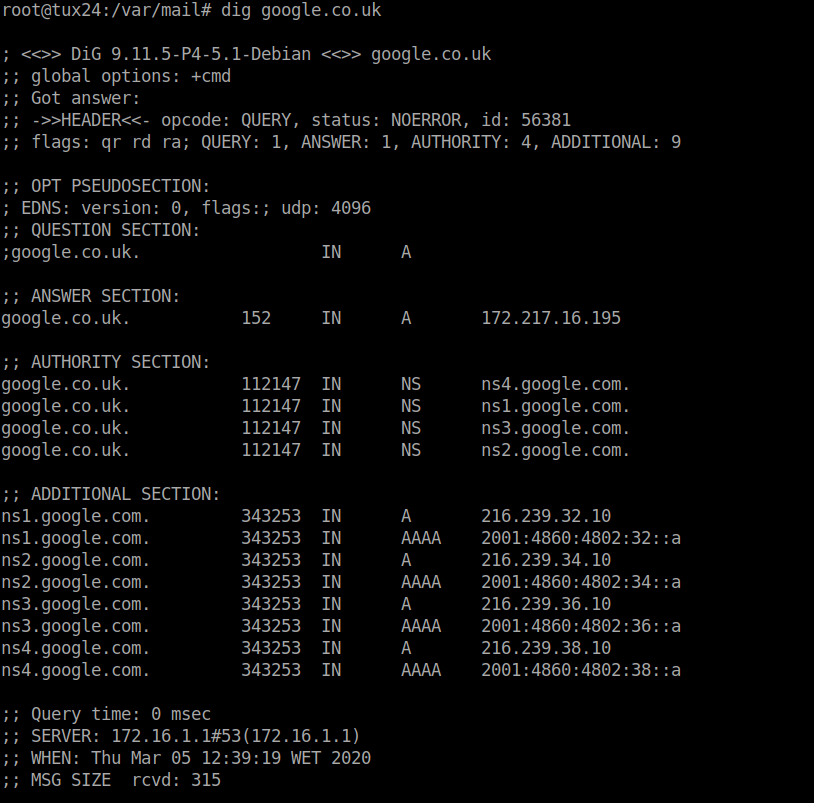 root@tux24:/var/mail# dig google.co.uk

; <<>> DiG 9.11.5-P4-5.1-Debian <<>> google.co.uk
;; global options: +cmd
;; Got answer:
;; ->>HEADER<<- opcode: QUERY, status: NOERROR, id: 56381
;; flags: qr rd ra; QUERY: 1, ANSWER: 1, AUTHORITY: 4, ADDITIONAL: 9

;; OPT PSEUDOSECTION:
; EDNS: version: 0, flags:; udp: 4096
;; QUESTION SECTION:
;google.co.uk.                  IN      A

;; ANSWER SECTION:
google.co.uk.           152     IN      A       172.217.16.195

;; AUTHORITY SECTION:
google.co.uk.           112147  IN      NS      ns4.google.com.
google.co.uk.           112147  IN      NS      ns1.google.com.
google.co.uk.           112147  IN      NS      ns3.google.com.
google.co.uk.           112147  IN      NS      ns2.google.com.

;; ADDITIONAL SECTION:
ns1.google.com.         343253  IN      A       216.239.32.10
ns1.google.com.         343253  IN      AAAA    2001:4860:4802:32::a
ns2.google.com.         343253  IN      A       216.239.34.10
ns2.google.com.         343253  IN      AAAA    2001:4860:4802:34::a
ns3.google.com.         343253  IN      A       216.239.36.10
ns3.google.com.         343253  IN      AAAA    2001:4860:4802:36::a
ns4.google.com.         343253  IN      A       216.239.38.10
ns4.google.com.         343253  IN      AAAA    2001:4860:4802:38::a

;; Query time: 0 msec
;; SERVER: 172.16.1.1#53(172.16.1.1)
;; WHEN: Thu Mar 05 12:39:19 WET 2020
;; MSG SIZE  rcvd: 315